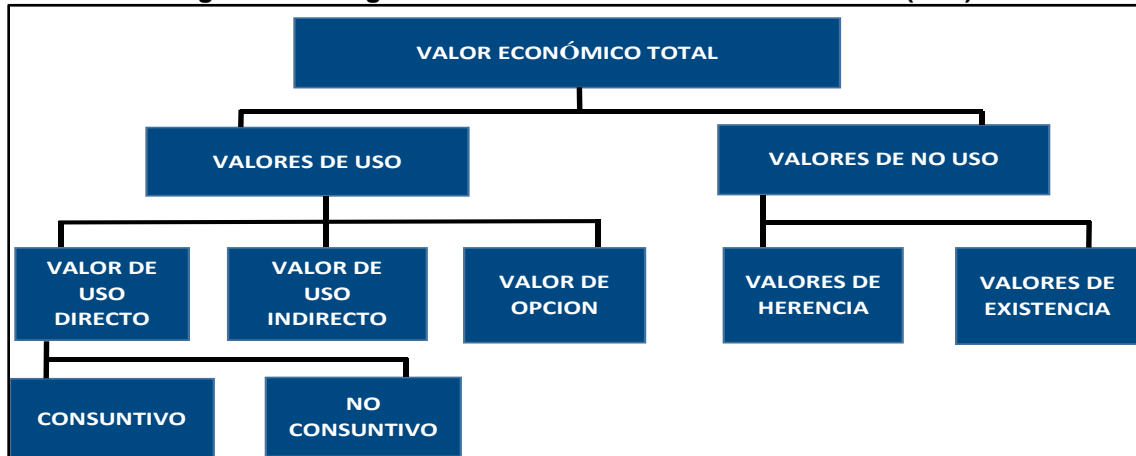 VALOR ECONÓMICO TOTAL
VALORES DE USO
VALORES DE NO USO
VALOR DE
USO
DIRECTO
VALOR DE
USO
INDIRECTO
VALOR DE
OPCION
VALORES DE
HERENCIA
VALORES DE
EXISTENCIA
CONSUNTIVO
NO
CONSUNTIVO